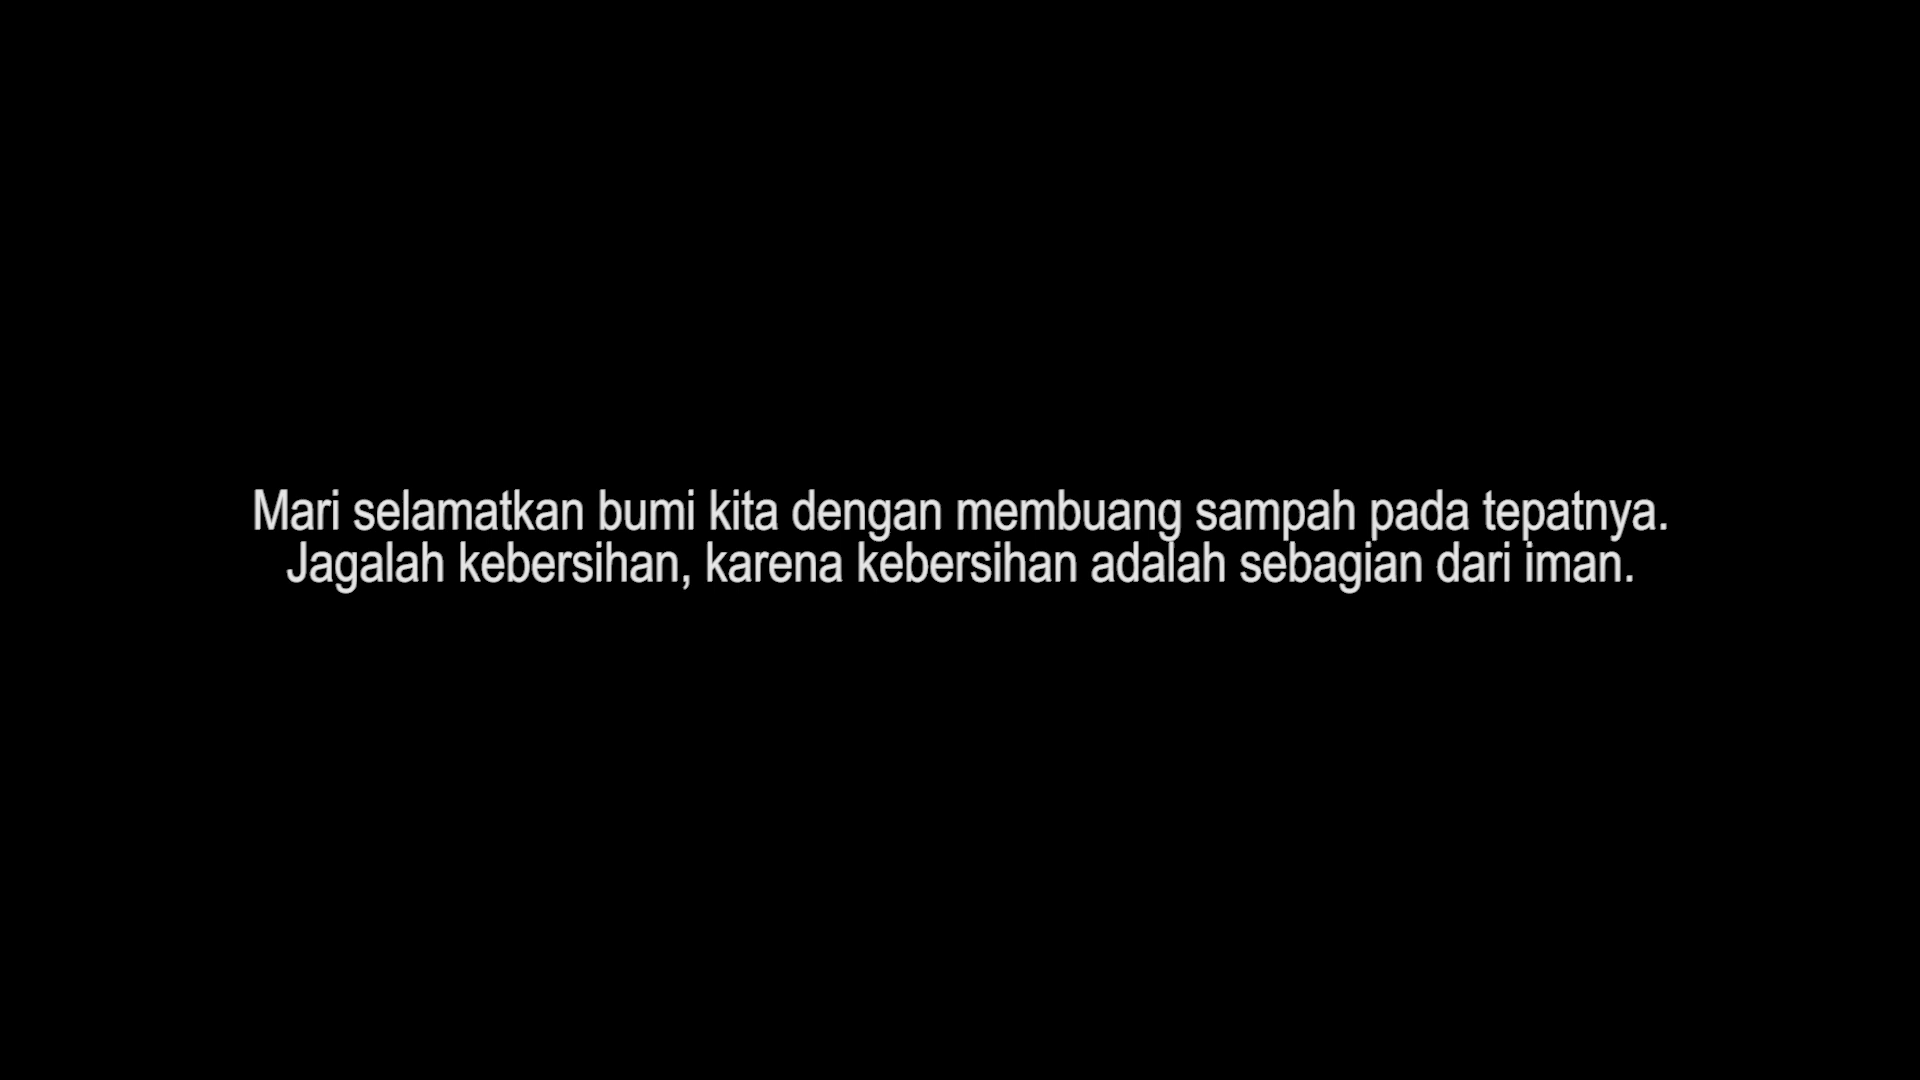 Mari selamatkan bumi kita dengan membuang sampah pada tepatnya.
Jagalah kebersihan, karena kebersihan adalah sebagian dari iman.